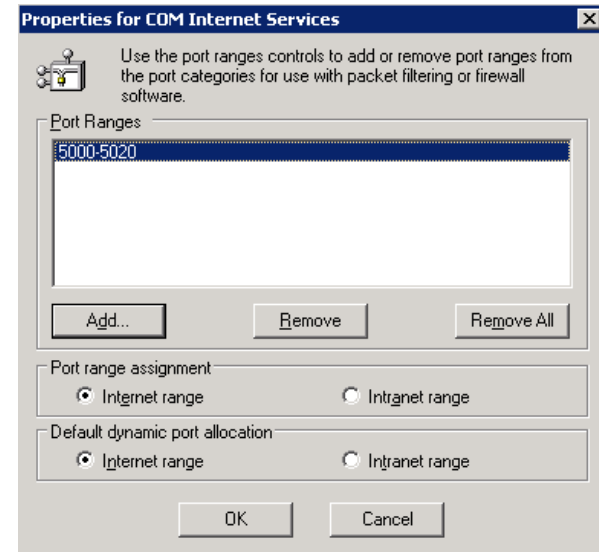 Properties for COM Internet Services
Use the port ranges controls to add or remove port ranges from
the port categories for use with packet filtering or firewall
software.
Port Ranges
5000-5020
Add...
Remove
Remove All
Port range assignment
Internet range
Intranet range
Default dynamic port allocation
Internet range
Intranet range
OK
Cancel